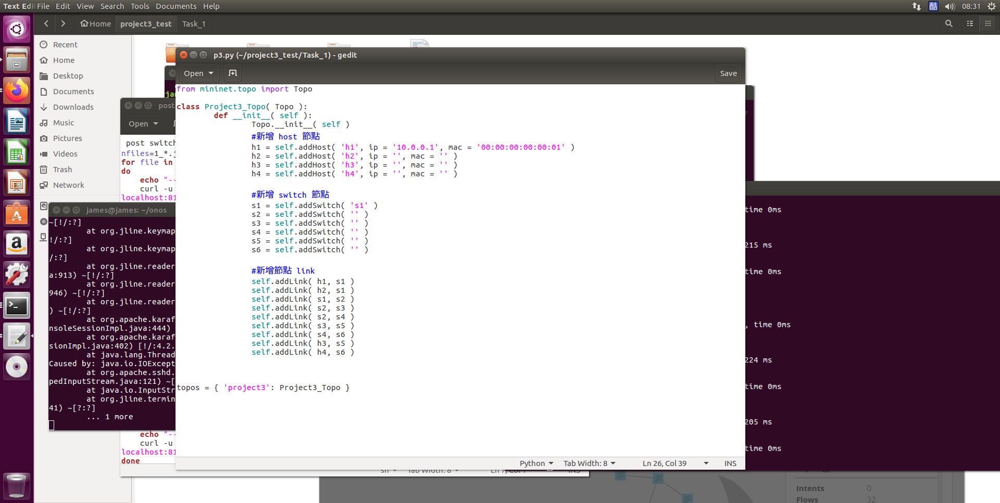 Text Edi File Edit View Search Tools Documents Help
酷 08:31
Home project3_test Task_1
Recent
Home
Desktop
Documents
Downloads
Music
Pictures
Videos
Trash
Network
post
Open
post switch
nfiles=1_*.j
for file in
do
echo "--
curl -u
localhost:81
james@james: ~/onos
~[!/:?]
at org.jline.keymap
!/:?]
at org.jline.keymap
/:?]
at org.jline.reader
a:913) ~[!/:?]
at org.jline.reader
946) ~[!/:?]
at org.jline.reader
) ~[!/:?]
at org.apache.karaf
nsoleSessionImpl.java:444)
at org.apache.karaf
sionImpl.java:402) [!/:4.2.
at java.lang.Thread
Caused by: java.io.IOExcept
at org.apache.sshd.
pedInputStream.java:121) ~[
at java.io.InputStr
at org.jline.termin
41) ~[?:?]
... 1 more
echo "--
curl -u
localhost:81
done
p3.py (~/project3_test/Task_1) - gedit
Open Save
from mininet.topo import Topo
class Project3_Topo( Topo ):
def __init__( self ):
Topo.__init__( self )
#新增 host 節點
h1 = self.addHost( 'h1', ip = '10.0.0.1', mac = '00:00:00:00:00:01' )
h2 = self.addHost( 'h2', ip = '', mac = '' )
h3 = self.addHost( 'h3', ip = '', mac = '' )
h4 = self.addHost( 'h4', ip = '', mac = '' )
#新增 switch 節點
s1 = self.addSwitch( 's1' )
s2 = self.addSwitch( '' )
s3 = self.addSwitch( '' )
s4 = self.addSwitch( '' )
s5 = self.addSwitch( '' )
s6 = self.addSwitch( '' )
#新增節點 link
self.addLink( h1, s1 )
self.addLink( h2, s1 )
self.addLink( s1, s2 )
self.addLink( s2, s3 )
self.addLink( s2, s4 )
self.addLink( s3, s5 )
self.addLink( s4, s6 )
self.addLink( h3, s5 )
self.addLink( h4, s6 )
topos = { 'project3': Project3_Topo }
Python Tab Width: 8 Ln 26, Col 39 INS
time 0ms
215 ms
time 0ms
, time 0ms
224 ms
time 0ms
205 ms
time 0ms
Intents 0
Flows 32